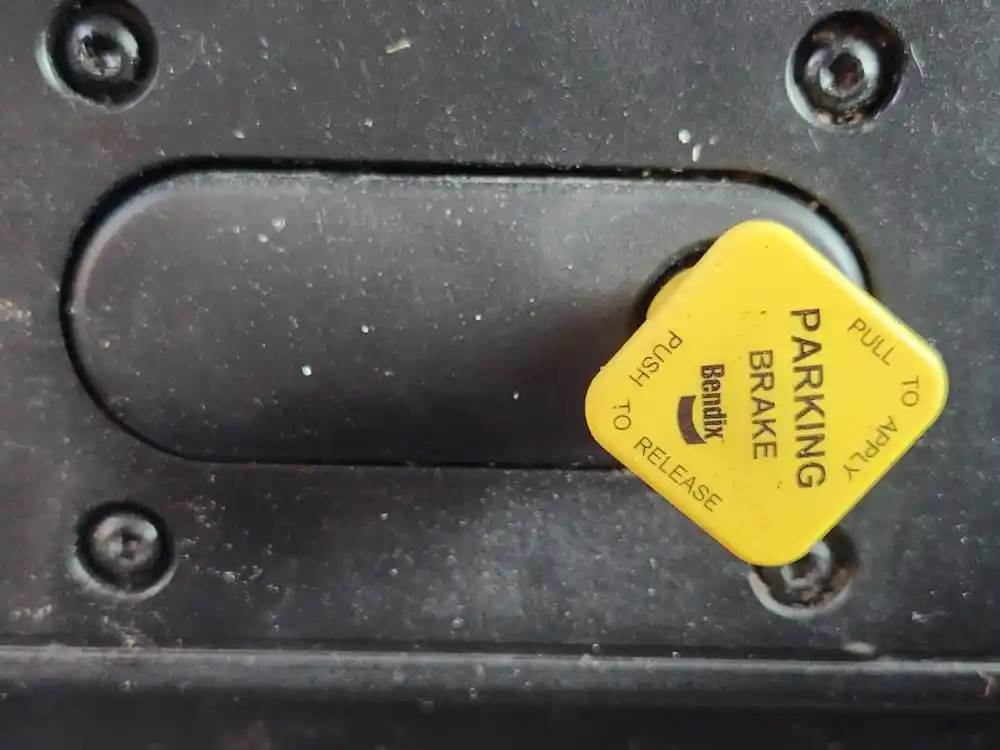 PULL TO APPLY
PARKING
BRAKE
Bendix
PUSH TO RELEASE